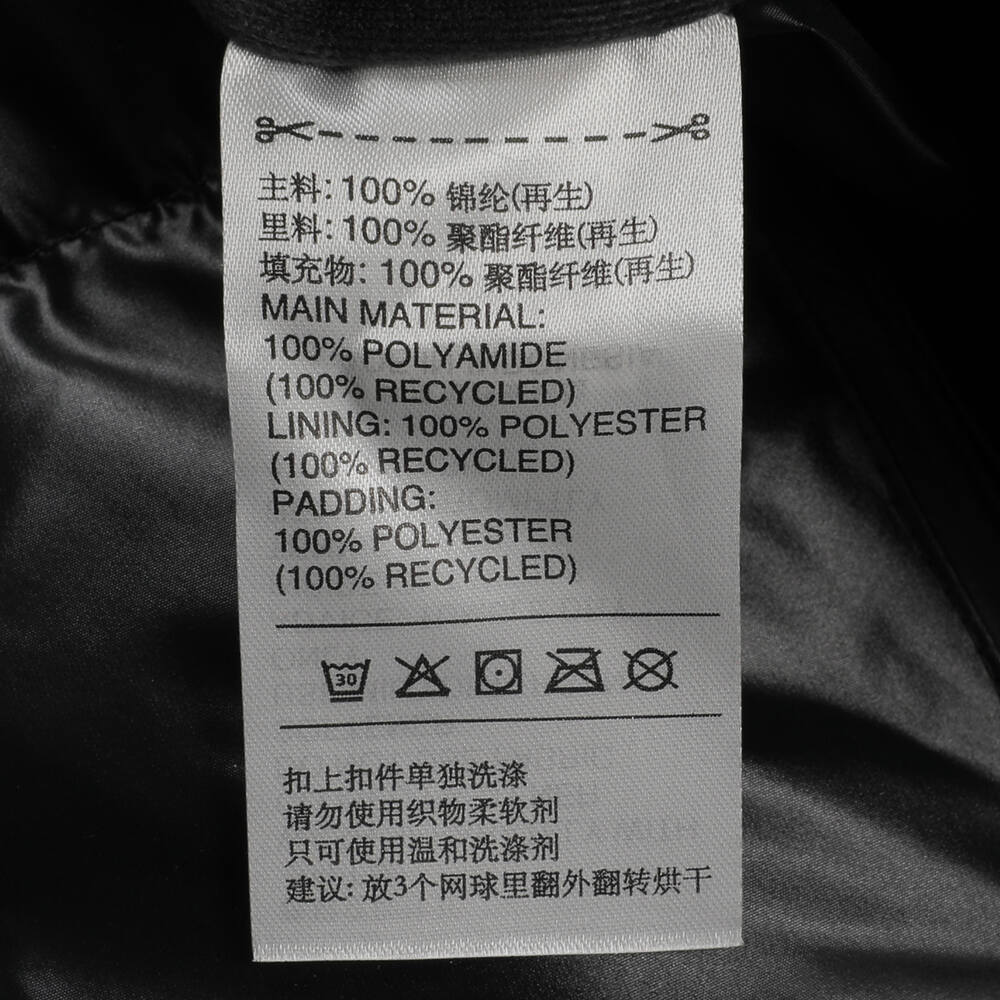 主料: 100% 锦纶(再生)
里料: 100% 聚酯纤维(再生)
填充物: 100% 聚酯纤维(再生)
MAIN MATERIAL:
100% POLYAMIDE
(100% RECYCLED)
LINING: 100% POLYESTER
(100% RECYCLED)
PADDING:
100% POLYESTER
(100% RECYCLED)
30
扣上扣件单独洗涤
请勿使用织物柔软剂
只可使用温和洗涤剂
建议: 放3个网球里翻外翻转烘干